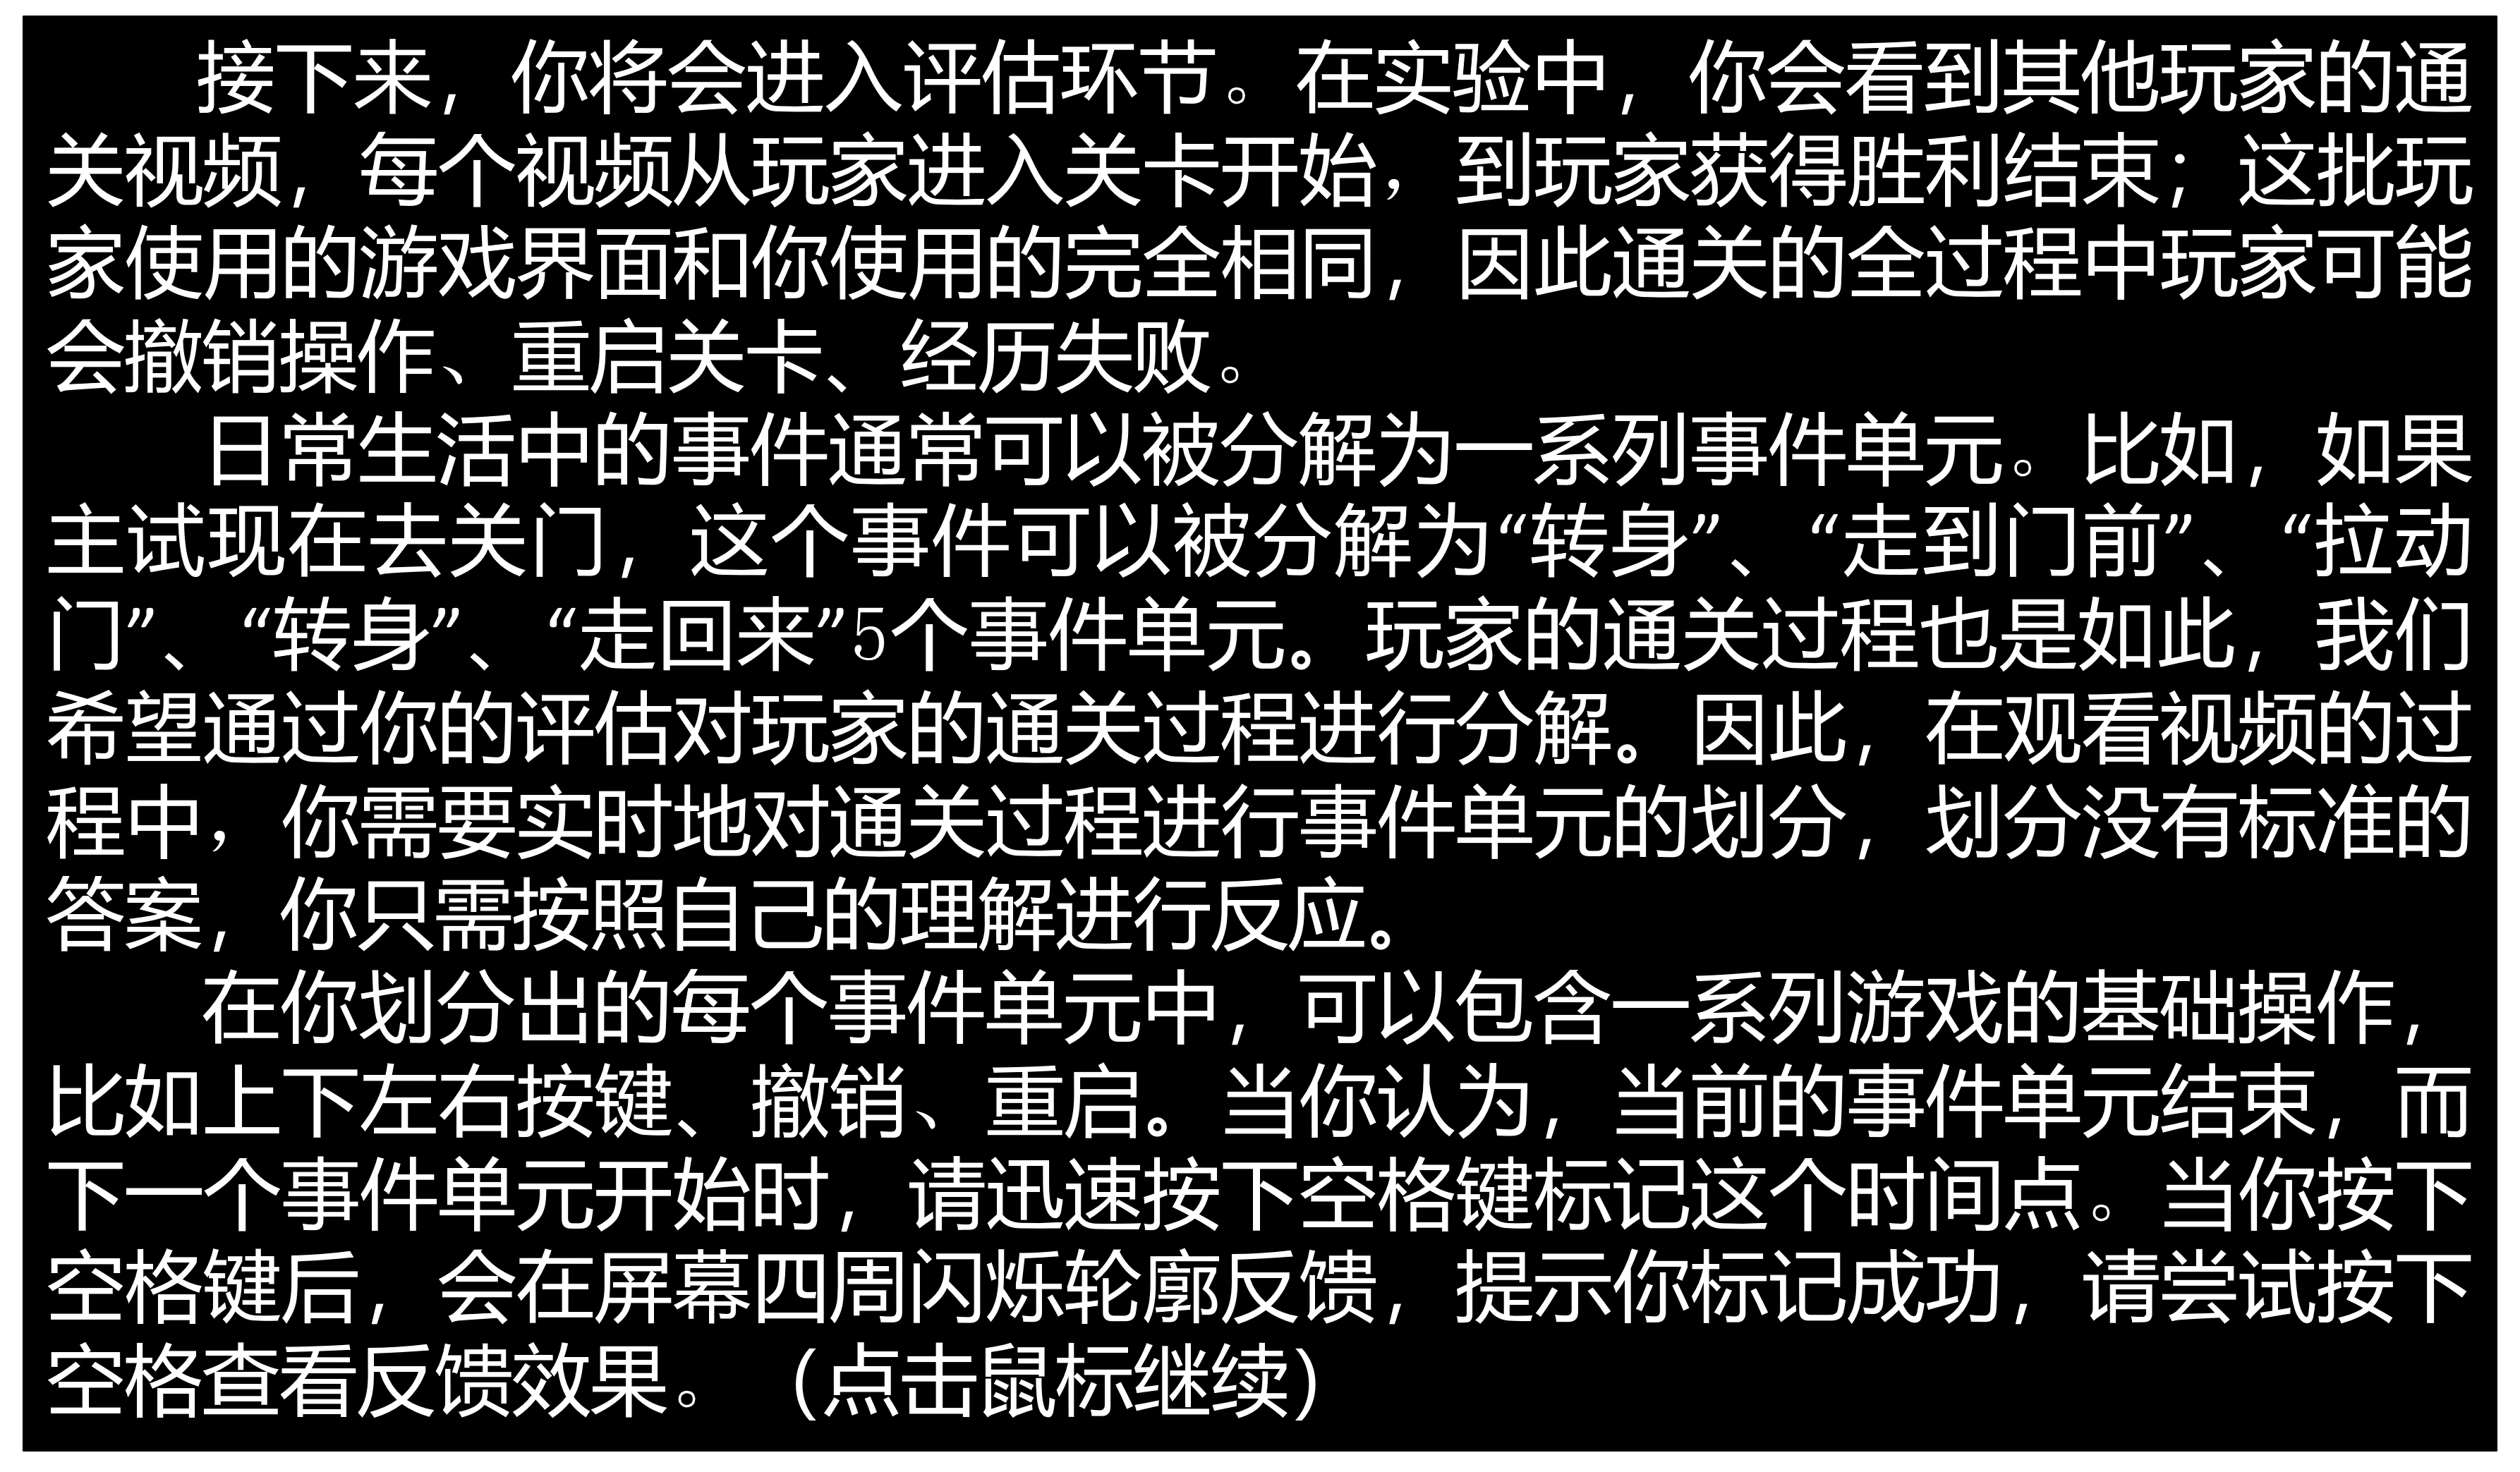 接下来，你将会进入评估环节。在实验中，你会看到其他玩家的通
关视频，每个视频从玩家进入关卡开始，到玩家获得胜利结束；这批玩
家使用的游戏界面和你使用的完全相同，因此通关的全过程中玩家可能
会撤销操作、重启关卡、经历失败。
日常生活中的事件通常可以被分解为一系列事件单元。比如，如果
主试现在去关门，这个事件可以被分解为“转身”、“走到门前”、“拉动
门”、“转身”、“走回来”5个事件单元。玩家的通关过程也是如此，我们
希望通过你的评估对玩家的通关过程进行分解。因此，在观看视频的过
程中，你需要实时地对通关过程进行事件单元的划分，划分没有标准的
答案，你只需按照自己的理解进行反应。
在你划分出的每个事件单元中，可以包含一系列游戏的基础操作，
比如上下左右按键、撤销、重启。当你认为，当前的事件单元结束，而
下一个事件单元开始时，请迅速按下空格键标记这个时间点。当你按下
空格键后，会在屏幕四周闪烁轮廓反馈，提示你标记成功，请尝试按下
空格查看反馈效果。（点击鼠标继续）